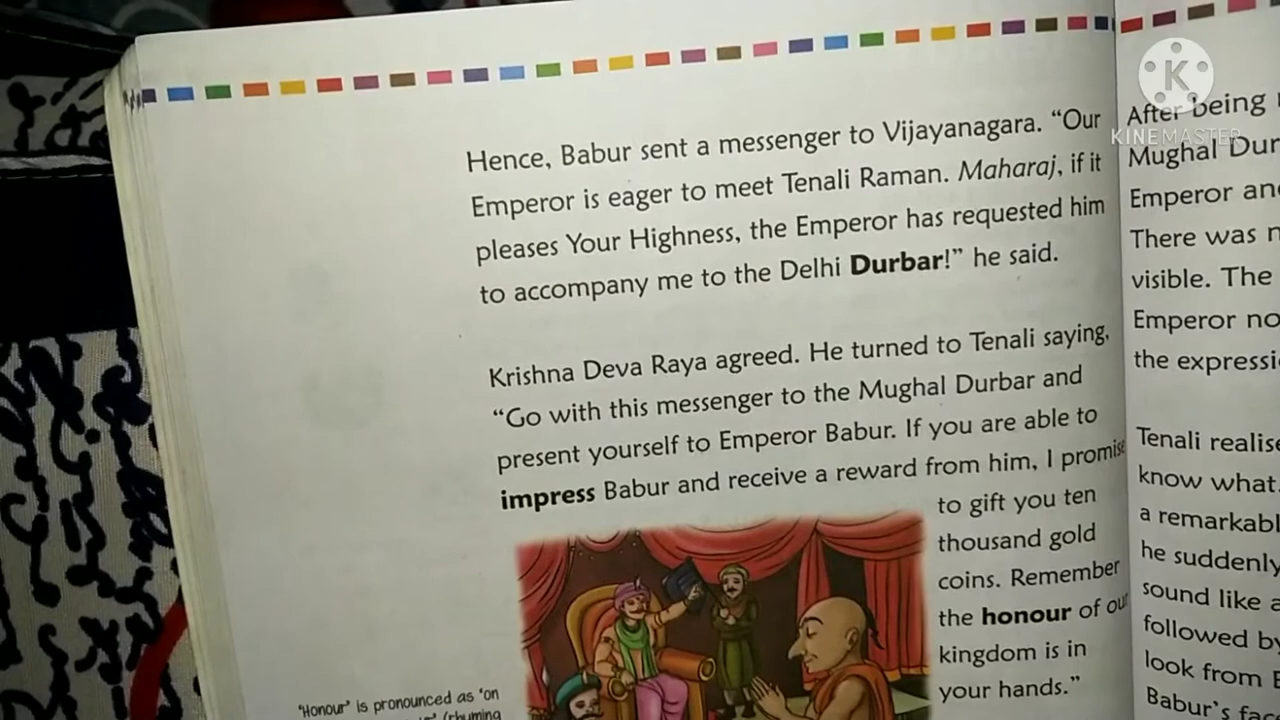 Hence, Babur sent a messenger to Vijayanagara. “Our
Emperor is eager to meet Tenali Raman. Maharaj, if it
pleases Your Highness, the Emperor has requested him
to accompany me to the Delhi Durbar!” he said.
Krishna Deva Raya agreed. He turned to Tenali saying,
“Go with this messenger to the Mughal Durbar and
present yourself to Emperor Babur. If you are able to
impress Babur and receive a reward from him, I promise
to gift you ten
thousand gold
coins. Remember
the honour of our
kingdom is in
your hands.”
'Honour' is pronounced as 'on
(rhyming
After being
Mughal Dur
Emperor and
There was n
visible. The
Emperor no
the expressi
Tenali realise
know what
a remarkabl
he suddenly
sound like a
followed by
look from B
Babur's fac
K
KINEMASTER